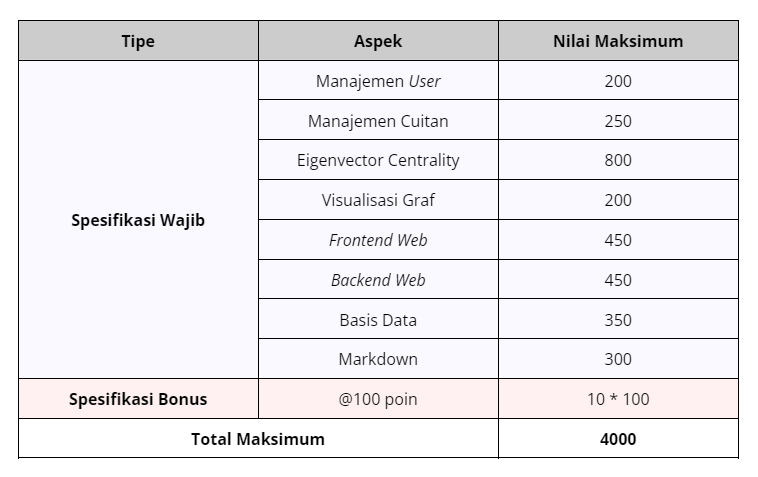 Tipe Aspek Nilai Maksimum
Manajemen User 200
Manajemen Cuitan 250
Eigenvector Centrality 800
Visualisasi Graf 200
Spesifikasi Wajib
Frontend Web 450
Backend Web 450
Basis Data 350
Markdown 300
Spesifikasi Bonus @100 poin 10 * 100
Total Maksimum 4000